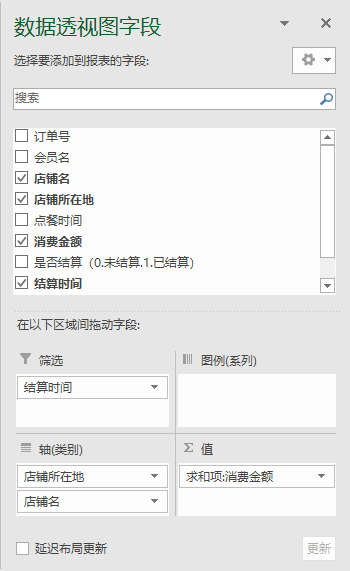 数据透视图字段
选择要添加到报表的字段:
搜索
订单号
会员名
店铺名
店铺所在地
点餐时间
消费金额
是否结算（0.未结算.1.已结算）
结算时间
在以下区域间拖动字段:
筛选
图例(系列)
结算时间
轴(类别)
Σ 值
店铺所在地
求和项:消费金额
店铺名
延迟布局更新
更新